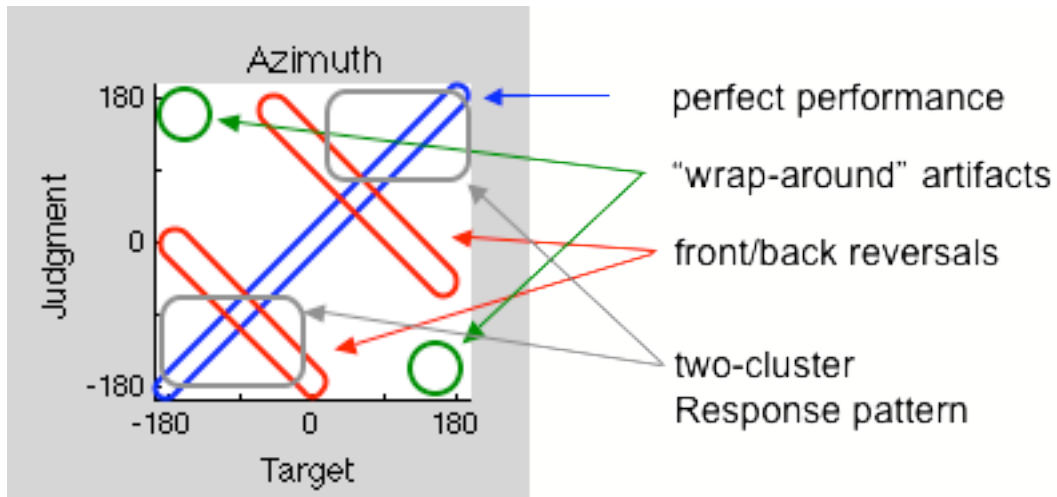 Azimuth
180
0
-180
Judgment
-180 0 180
Target
perfect performance
“wrap-around” artifacts
front/back reversals
two-cluster
Response pattern